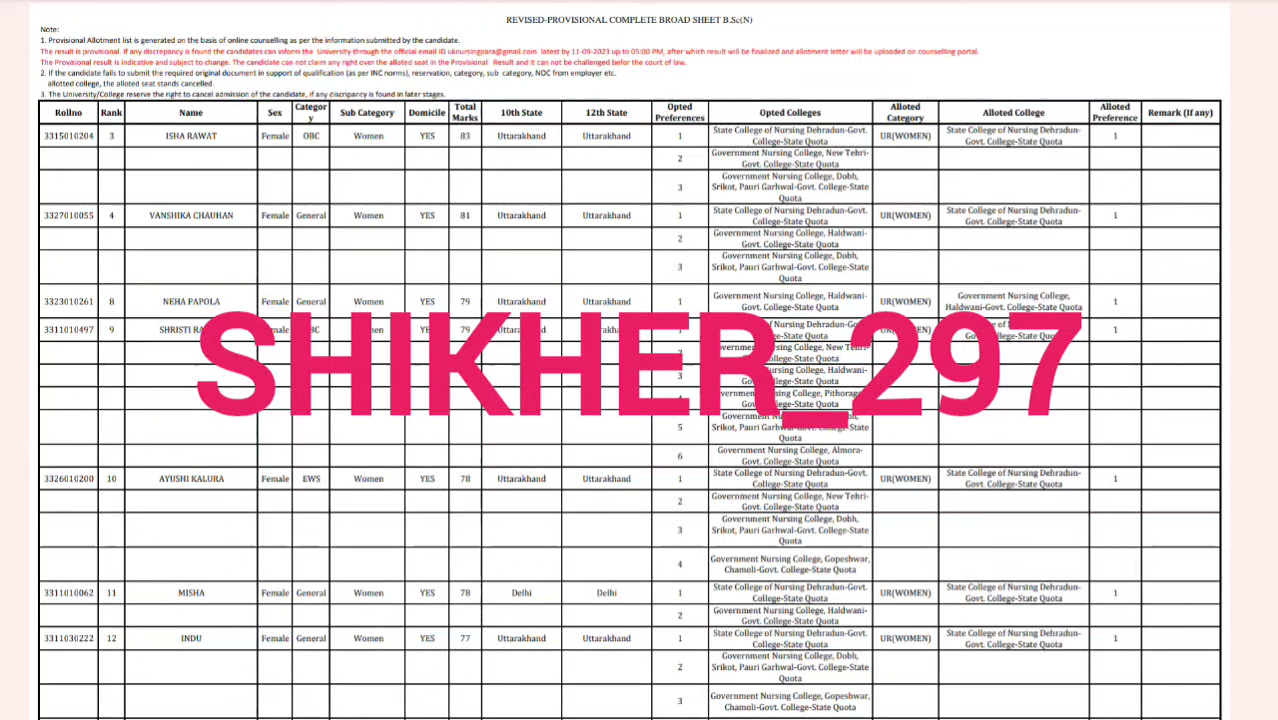 REVISED-PROVISIONAL COMPLETE BROAD SHEET B.Sc(N)
Note:
1. Provisional Allotment list is generated on the basis of online counselling as per the information submitted by the candidate.
The result is provisional. If any discrepancy is found the candidates can inform the University through the official email ID uknursingpara@gmail.com latest by 11-09-2023 up to 05:00 PM, after which result will be finalized and allotment letter will be uploaded on counselling portal.
The Provisional result is indicative and subject to change. The candidate can not claim any right over the alloted seat in the Provisional Result and it can not be challenged befor the court of law.
2. If the candidate fails to submit the required original document in support of qualification (as per INC norms), reservation, category, sub category, NOC from employer etc.
allotted college, the alloted seat stands cancelled.
3. The University/College reserve the right to cancel admission of the candidate, if any discrepancy is found in later stages.
Rollno Rank Name Sex Category Sub Category Domicile Total Marks 10th State 12th State Opted Preferences Opted Colleges Alloted Category Alloted College Alloted Preference Remark (If any)
3315010204 3 ISHA RAWAT Female OBC Women YES 83 Uttarakhand Uttarakhand 1 State College of Nursing Dehradun-Govt. College-State Quota UR(WOMEN) State College of Nursing Dehradun-Govt. College-State Quota 1
2 Government Nursing College, New Tehri-Govt. College-State Quota
3 Government Nursing College, Dobh, Srikot, Pauri Garhwal-Govt. College-State Quota
3327010055 4 VANSHIKA CHAUHAN Female General Women YES 81 Uttarakhand Uttarakhand 1 State College of Nursing Dehradun-Govt. College-State Quota UR(WOMEN) State College of Nursing Dehradun-Govt. College-State Quota 1
2 Government Nursing College, Haldwani-Govt. College-State Quota
3 Government Nursing College, Dobh, Srikot, Pauri Garhwal-Govt. College-State Quota
3323010261 8 NEHA PAPOLA Female General Women YES 79 Uttarakhand Uttarakhand 1 Government Nursing College, Haldwani-Govt. College-State Quota UR(WOMEN) Government Nursing College, Haldwani-Govt. College-State Quota 1
3311010497 9 SHRISTI 79 1
SHIKHER_297
5 Srikot, Pauri Quota
6 Government Nursing College, Almora-Govt. College-State Quota
3326010200 10 AYUSHI KALURA Female EWS Women YES 78 Uttarakhand Uttarakhand 1 State College of Nursing Dehradun-Govt. College-State Quota UR(WOMEN) State College of Nursing Dehradun-Govt. College-State Quota 1
2 Government Nursing College, New Tehri-Govt. College-State Quota
3 Government Nursing College, Dobh, Srikot, Pauri Garhwal-Govt. College-State Quota
4 Government Nursing College, Gopeshwar, Chamoli-Govt. College-State Quota
3311010062 11 MISHA Female General Women YES 78 Delhi Delhi 1 State College of Nursing Dehradun-Govt. College-State Quota UR(WOMEN) State College of Nursing Dehradun-Govt. College-State Quota 1
2 Government Nursing College, Haldwani-Govt. College-State Quota
3311030222 12 INDU Female General Women YES 77 Uttarakhand Uttarakhand 1 State College of Nursing Dehradun-Govt. College-State Quota UR(WOMEN) State College of Nursing Dehradun-Govt. College-State Quota 1
2 Government Nursing College, Dobh, Srikot, Pauri Garhwal-Govt. College-State Quota
3 Government Nursing College, Gopeshwar, Chamoli-Govt. College-State Quota